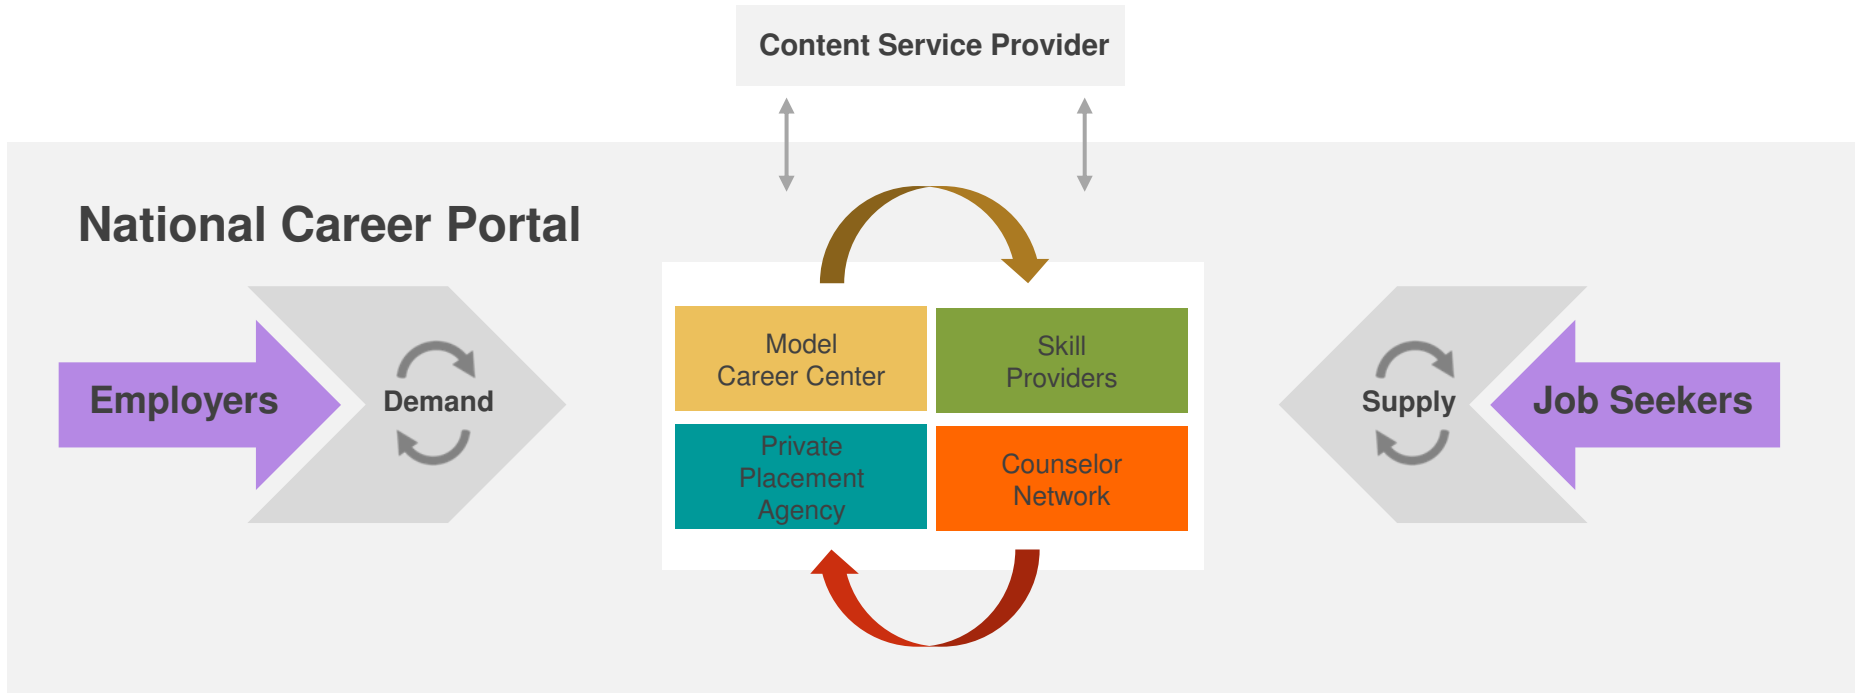 Content Service Provider
National Career Portal
Employers
Demand
Model
Career Center
Skill
Providers
Private
Placement
Agency
Counselor
Network
Supply
Job Seekers